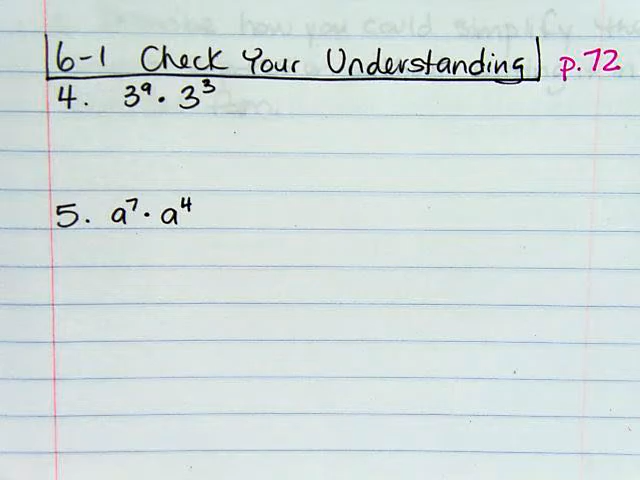 6-1 Check Your Understanding p.72
4. 3⁹ · 3³
5. a⁷ · a⁴